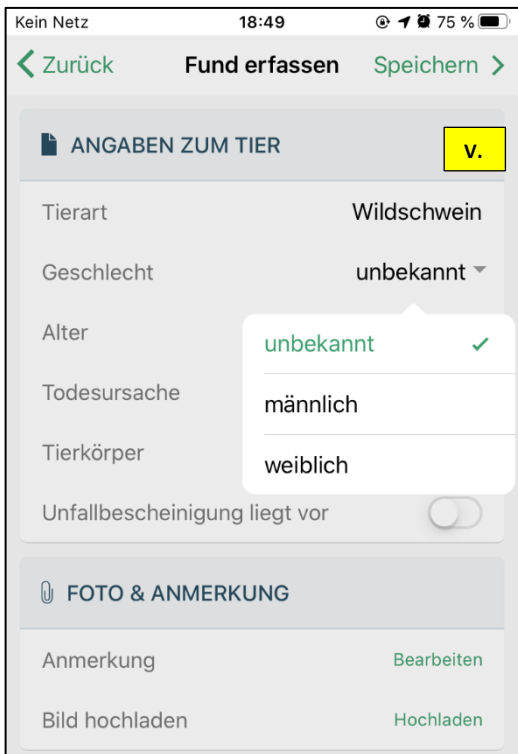 Kein Netz 18:49 75 %
Zurück Fund erfassen Speichern
ANGABEN ZUM TIER V.
Tierart Wildschwein
Geschlecht unbekannt
Alter
unbekannt
Todesursache
männlich
Tierkörper
weiblich
Unfallbescheinigung liegt vor
FOTO & ANMERKUNG
Anmerkung Bearbeiten
Bild hochladen Hochladen